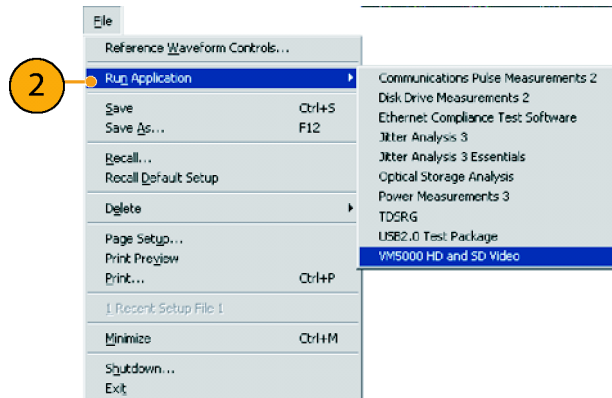 File
Reference Waveform Controls...
2
Run Application
Communications Pulse Measurements 2
Disk Drive Measurements 2
Ethernet Compliance Test Software
Jitter Analysis 3
Jitter Analysis 3 Essentials
Optical Storage Analysis
Power Measurements 3
TDSRG
USB2.0 Test Package
VM5000 HD and SD Video
Save Ctrl+S
Save As... F12
Recall...
Recall Default Setup
Delete
Page Setup...
Print Preview
Print... Ctrl+P
1 Recent Setup File 1
Minimize Ctrl+M
Shutdown...
Exit